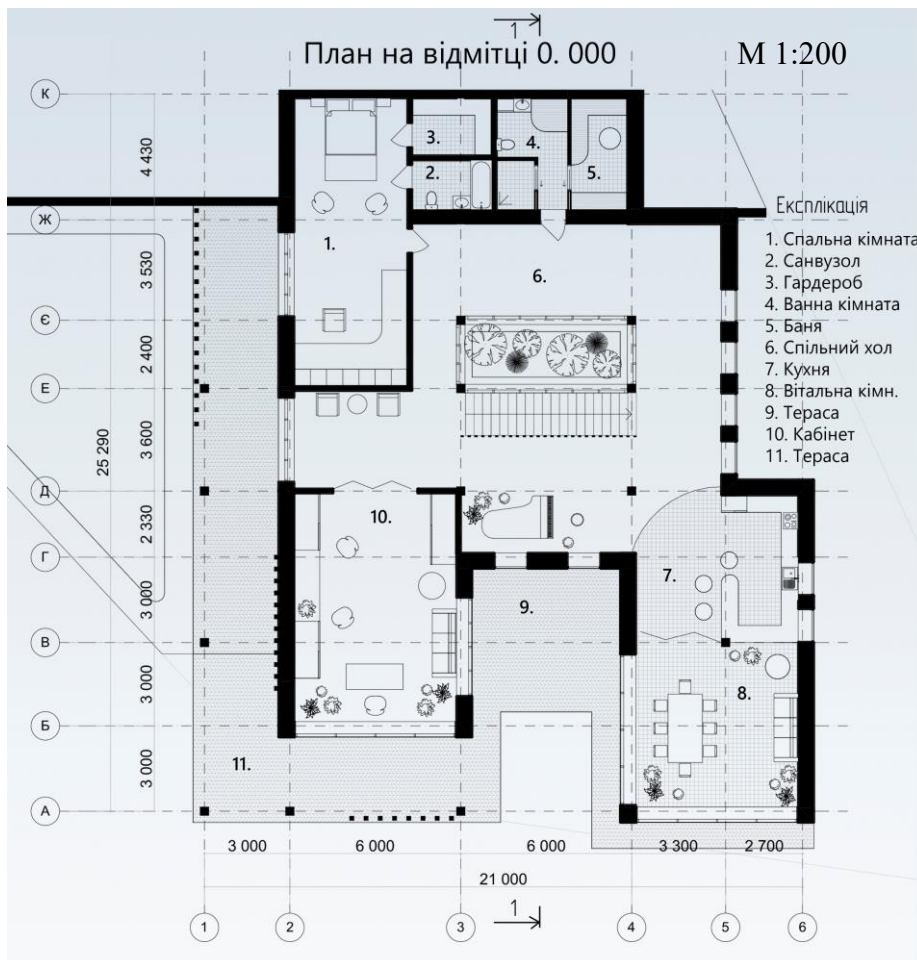 1
План на відмітці 0. 000
М 1:200
К
4 430
3.
4.
2.
5.
Експлікація
Ж
1.
3 530
6.
1. Спальна кімната
2. Санвузол
3. Гардероб
4. Ванна кімната
5. Баня
6. Спільний хол
7. Кухня
8. Вітальна кімн.
9. Тераса
10. Кабінет
11. Тераса
Є
2 400
Е
3 600
25 290
Д
10.
2 330
Г
7.
9.
3 000
В
3 000
8.
Б
11.
3 000
А
3 000
6 000
6 000
3 300
2 700
21 000
1
1
2
3
4
5
6